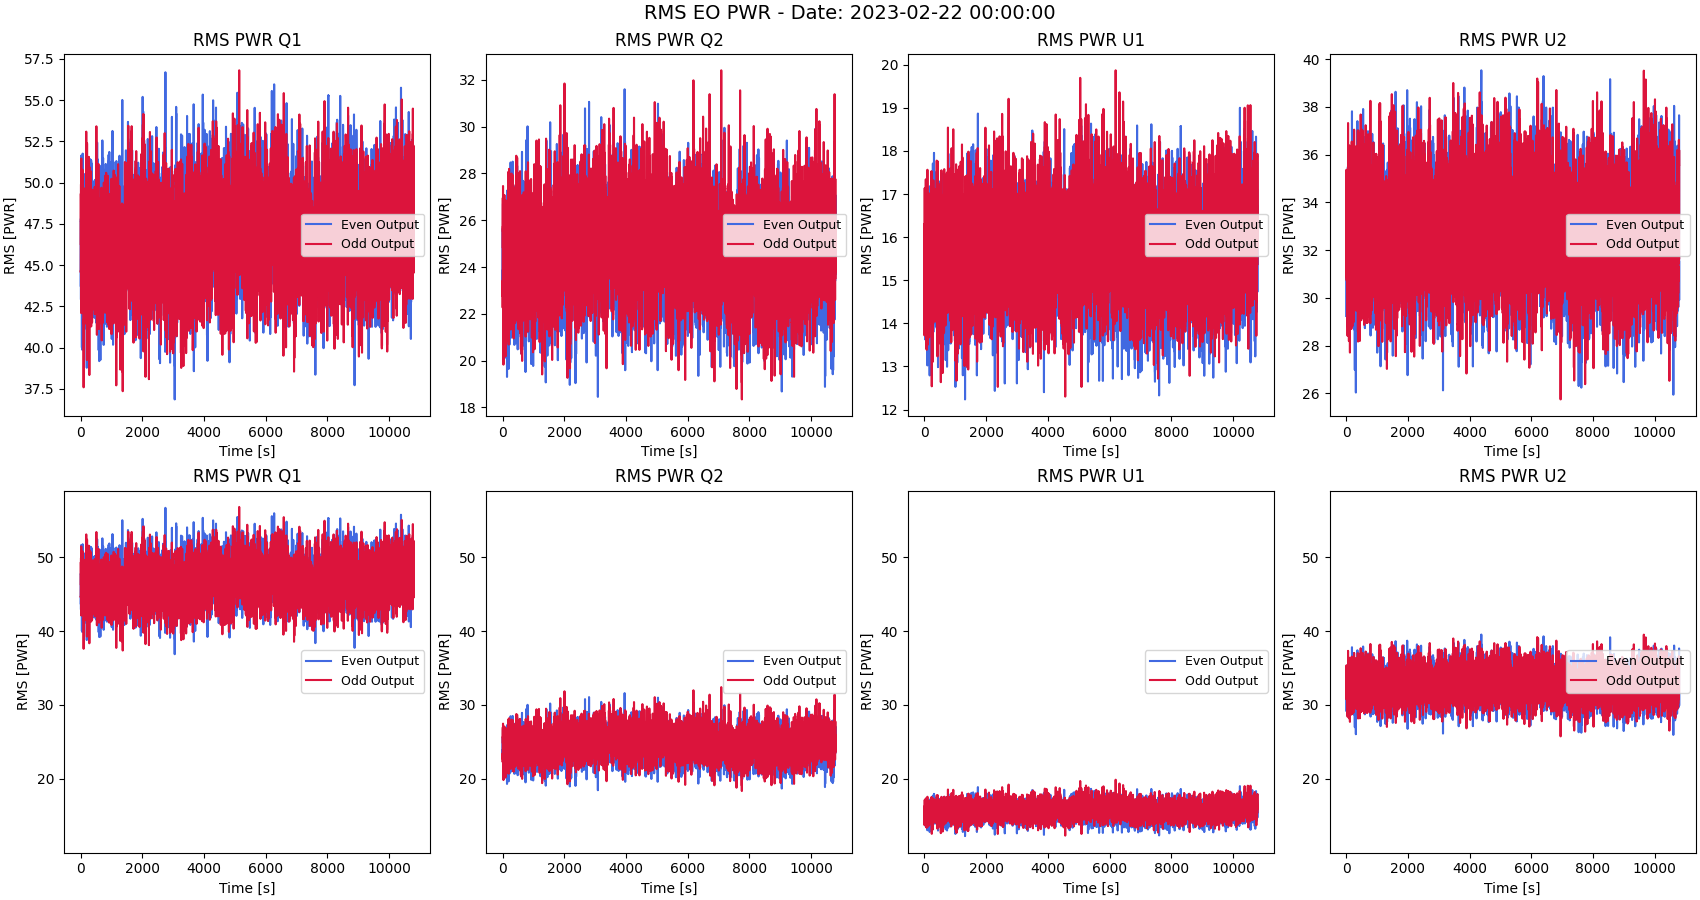 RMS EO PWR - Date: 2023-02-22 00:00:00
RMS PWR Q1
RMS [PWR]
57.5
55.0
52.5
50.0
47.5
45.0
42.5
40.0
37.5
Even Output
Odd Output
0 2000 4000 6000 8000 10000
Time [s]
RMS PWR Q2
RMS [PWR]
32
30
28
26
24
22
20
18
Even Output
Odd Output
0 2000 4000 6000 8000 10000
Time [s]
RMS PWR U1
RMS [PWR]
20
19
18
17
16
15
14
13
12
Even Output
Odd Output
0 2000 4000 6000 8000 10000
Time [s]
RMS PWR U2
RMS [PWR]
40
38
36
34
32
30
28
26
Even Output
Odd Output
0 2000 4000 6000 8000 10000
Time [s]
RMS PWR Q1
RMS [PWR]
50
40
30
20
Even Output
Odd Output
0 2000 4000 6000 8000 10000
Time [s]
RMS PWR Q2
RMS [PWR]
50
40
30
20
Even Output
Odd Output
0 2000 4000 6000 8000 10000
Time [s]
RMS PWR U1
RMS [PWR]
50
40
30
20
Even Output
Odd Output
0 2000 4000 6000 8000 10000
Time [s]
RMS PWR U2
RMS [PWR]
50
40
30
20
Even Output
Odd Output
0 2000 4000 6000 8000 10000
Time [s]